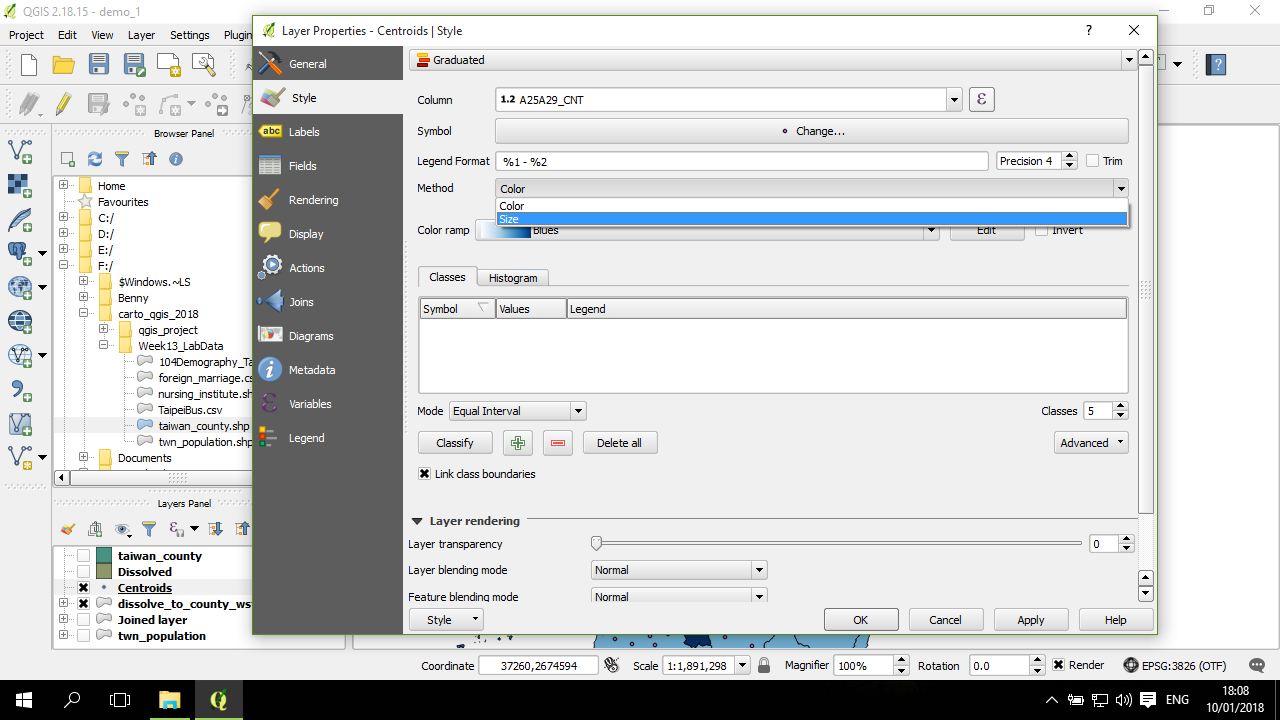 QGIS 2.18.15 - demo_1
Project Edit View Layer Settings Plugin
Browser Panel
Home
Favourites
C:/
D:/
E:/
F:/
$Windows.~LS
Benny
carto_qgis_2018
qgis_project
Week13_LabData
104Demography_Ta
foreign_marriage.cs
nursing_institute.sh
TaipeiBus.csv
taiwan_county.shp
twn_population.shp
Documents
Layers Panel
taiwan_county
Dissolved
Centroids
dissolve_to_county_ws
Joined layer
twn_population
Layer Properties - Centroids | Style
?
General
Style
abc Labels
Fields
Rendering
Display
Actions
Joins
Diagrams
Metadata
Variables
Legend
Graduated
Column 1.2 A25A29_CNT ε
Symbol Change...
Legend Format %1 - %2 Precision 4 Trim
Method Color
Color
Size
Color ramp Blues Edit Invert
Classes Histogram
Symbol Values Legend
Mode Equal Interval Classes 5
Classify Delete all Advanced
Link class boundaries
Layer rendering
Layer transparency 0
Layer blending mode Normal
Feature blending mode Normal
Style OK Cancel Apply Help
Coordinate 37260,2674594 Scale 1:1,891,298 Magnifier 100% Rotation 0.0 Render EPSG:3826 (OTF)
ENG 18:08
10/01/2018